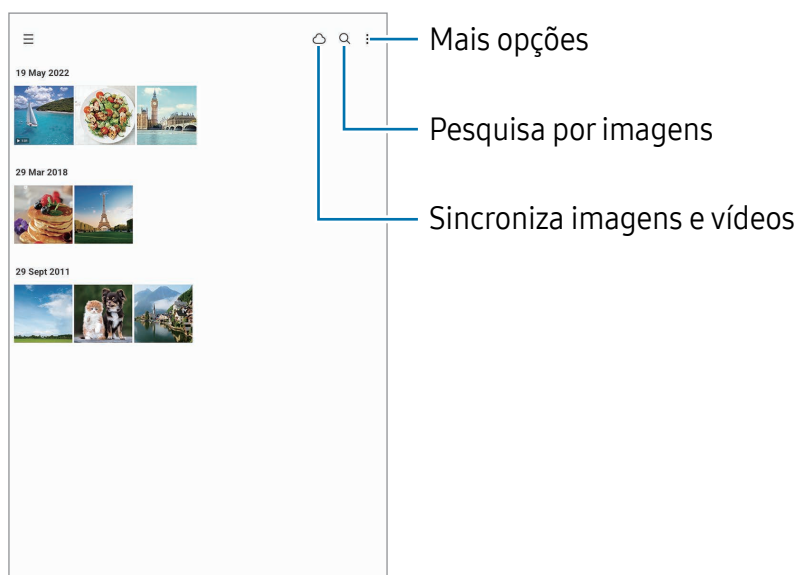 Mais opções
19 May 2022
Pesquisa por imagens
29 Mar 2018
Sincroniza imagens e vídeos
29 Sept 2011